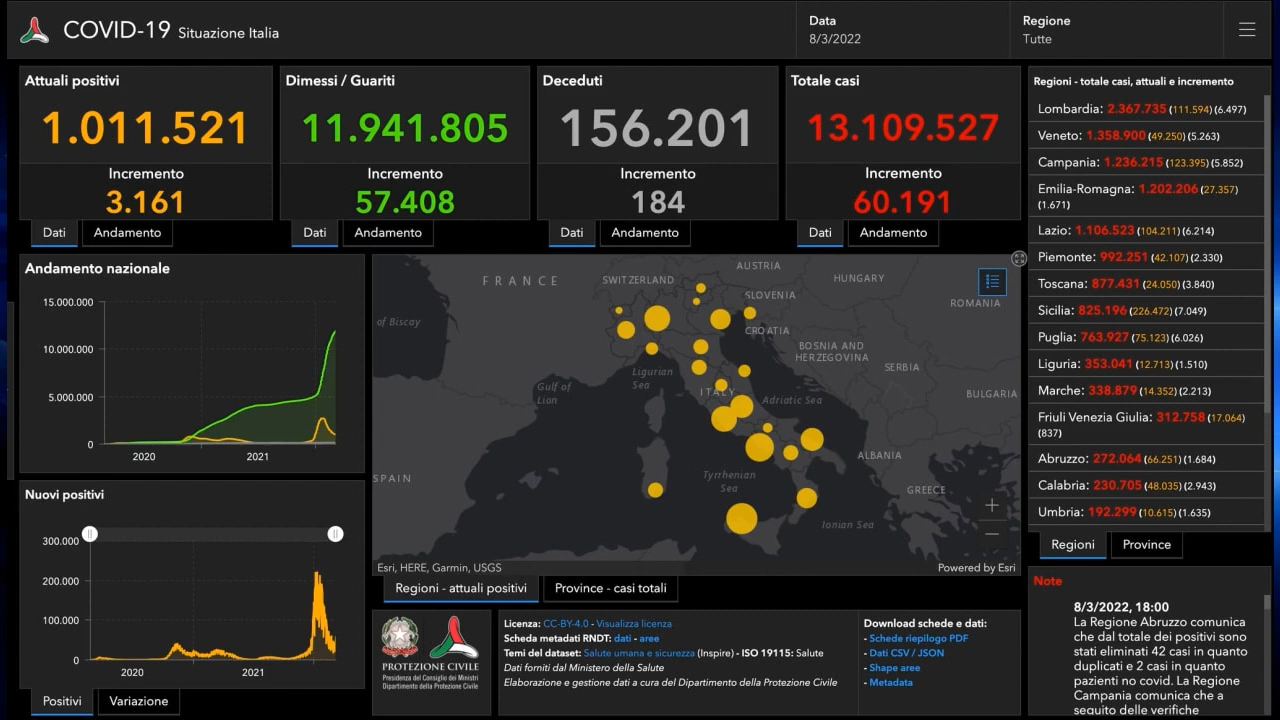 COVID-19 Situazione Italia
Data
8/3/2022
Regione
Tutte
Attuali positivi
1.011.521
Incremento
3.161
Dati
Andamento
Dimessi / Guariti
11.941.805
Incremento
57.408
Dati
Andamento
Deceduti
156.201
Incremento
184
Dati
Andamento
Totale casi
13.109.527
Incremento
60.191
Dati
Andamento
Regioni - totale casi, attuali e incremento
Lombardia: 2.367.735 (111.594) (6.497)
Veneto: 1.358.900 (49.250) (5.263)
Campania: 1.236.215 (123.395) (5.852)
Emilia-Romagna: 1.202.206 (27.357)
(1.671)
Lazio: 1.106.523 (104.211) (6.214)
Piemonte: 992.251 (42.107) (2.330)
Toscana: 877.431 (24.050) (3.840)
Sicilia: 825.196 (226.472) (7.049)
Puglia: 763.927 (75.123) (6.026)
Liguria: 353.041 (12.713) (1.510)
Marche: 338.879 (14.352) (2.213)
Friuli Venezia Giulia: 312.758 (17.064)
(837)
Abruzzo: 272.064 (66.251) (1.684)
Calabria: 230.705 (48.035) (2.943)
Umbria: 192.299 (10.615) (1.635)
Regioni
Province
Andamento nazionale
15.000.000
10.000.000
5.000.000
0
2020
2021
Nuovi positivi
300.000
200.000
100.000
0
2020
2021
Positivi
Variazione
FRANCE
SWITZERLAND
AUSTRIA
HUNGARY
SLOVENIA
ROMANIA
of Biscay
CROATIA
BOSNIA AND
HERZEGOVINA
SERBIA
Ligurian
Sea
Gulf of
Lion
ITALY
Adriatic Sea
BULGARIA
ALBANIA
SPAIN
Tyrrhenian
Sea
GREECE
Ionian Sea
Esri, HERE, Garmin, USGS
Powered by Esri
Regioni - attuali positivi
Province - casi totali
PROTEZIONE CIVILE
Presidenza del Consiglio dei Ministri
Dipartimento della Protezione Civile
Licenza: CC-BY-4.0 - Visualizza licenza
Scheda metadati RNDT: dati - aree
Temi del dataset: Salute umana e sicurezza (Inspire) - ISO 19115: Salute
Dati forniti dal Ministero della Salute
Elaborazione e gestione dati a cura del Dipartimento della Protezione Civile
Download schede e dati:
- Schede riepilogo PDF
- Dati CSV / JSON
- Shape aree
- Metadata
Note
8/3/2022, 18:00
La Regione Abruzzo comunica
che dal totale dei positivi sono
stati eliminati 42 casi in quanto
duplicati e 2 casi in quanto
pazienti no covid. La Regione
Campania comunica che a
seguito delle verifiche